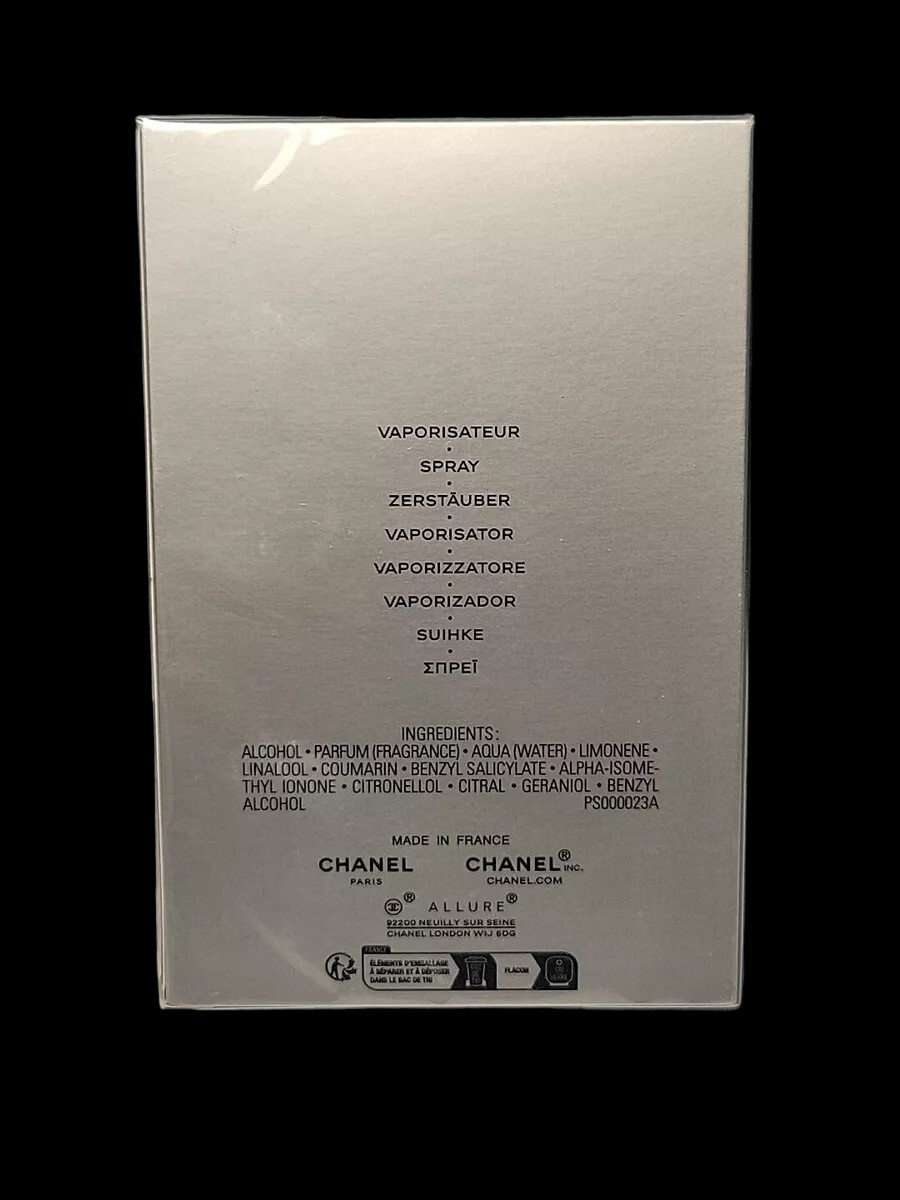 VAPORISATEUR
•
SPRAY
•
ZERSTÄUBER
•
VAPORISATOR
•
VAPORIZZATORE
•
VAPORIZADOR
•
SUIHKE
•
ΣΠΡΕΪ
INGREDIENTS:
ALCOHOL • PARFUM (FRAGRANCE) • AQUA (WATER) • LIMONENE •
LINALOOL • COUMARIN • BENZYL SALICYLATE • ALPHA-ISOME-
THYL IONONE • CITRONELLOL • CITRAL • GERANIOL • BENZYL
ALCOHOL PS000023A
MADE IN FRANCE
CHANEL CHANEL® INC.
PARIS CHANEL.COM
® ALLURE®
92200 NEUILLY SUR SEINE
CHANEL LONDON W1J 6DG
FRANCE
ÉLÉMENTS D'EMBALLAGE
À SÉPARER ET À DÉPOSER
DANS LE BAC DE TRI
FLACON